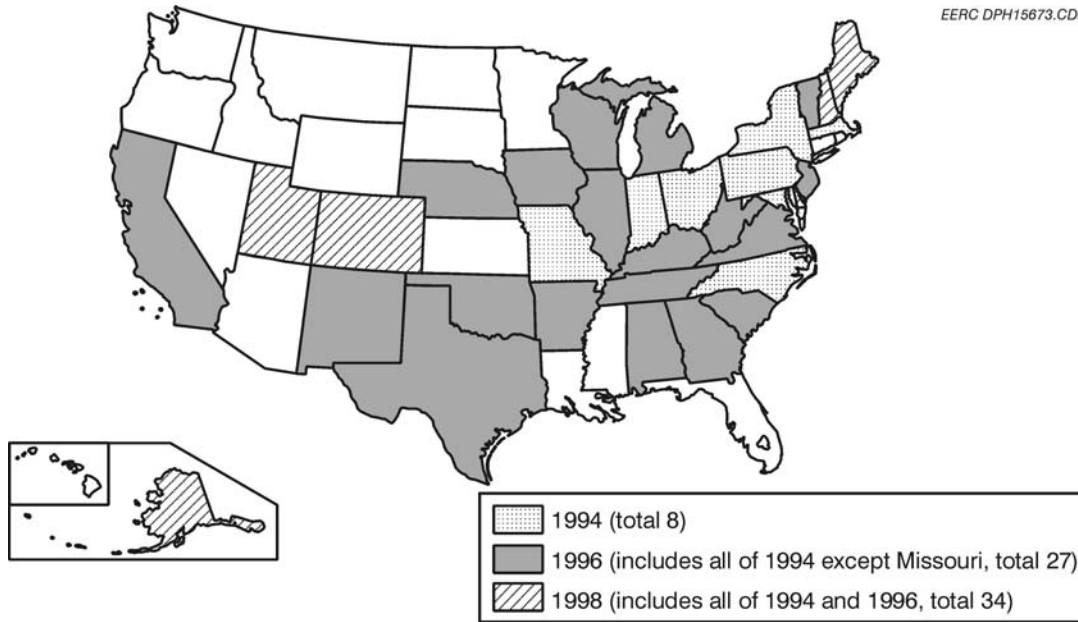 EERC DPH15673.CD
1994 (total 8)
1996 (includes all of 1994 except Missouri, total 27)
1998 (includes all of 1994 and 1996, total 34)